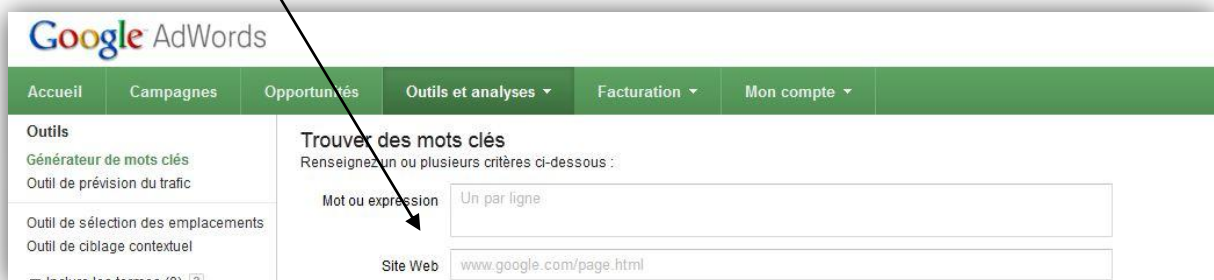 Google AdWords
Accueil Campagnes Opportunités Outils et analyses Facturation Mon compte
Outils
Générateur de mots clés
Outil de prévision du trafic
Outil de sélection des emplacements
Outil de ciblage contextuel
Trouver des mots clés
Renseignez un ou plusieurs critères ci-dessous :
Mot ou expression Un par ligne
Site Web www.google.com/page.html